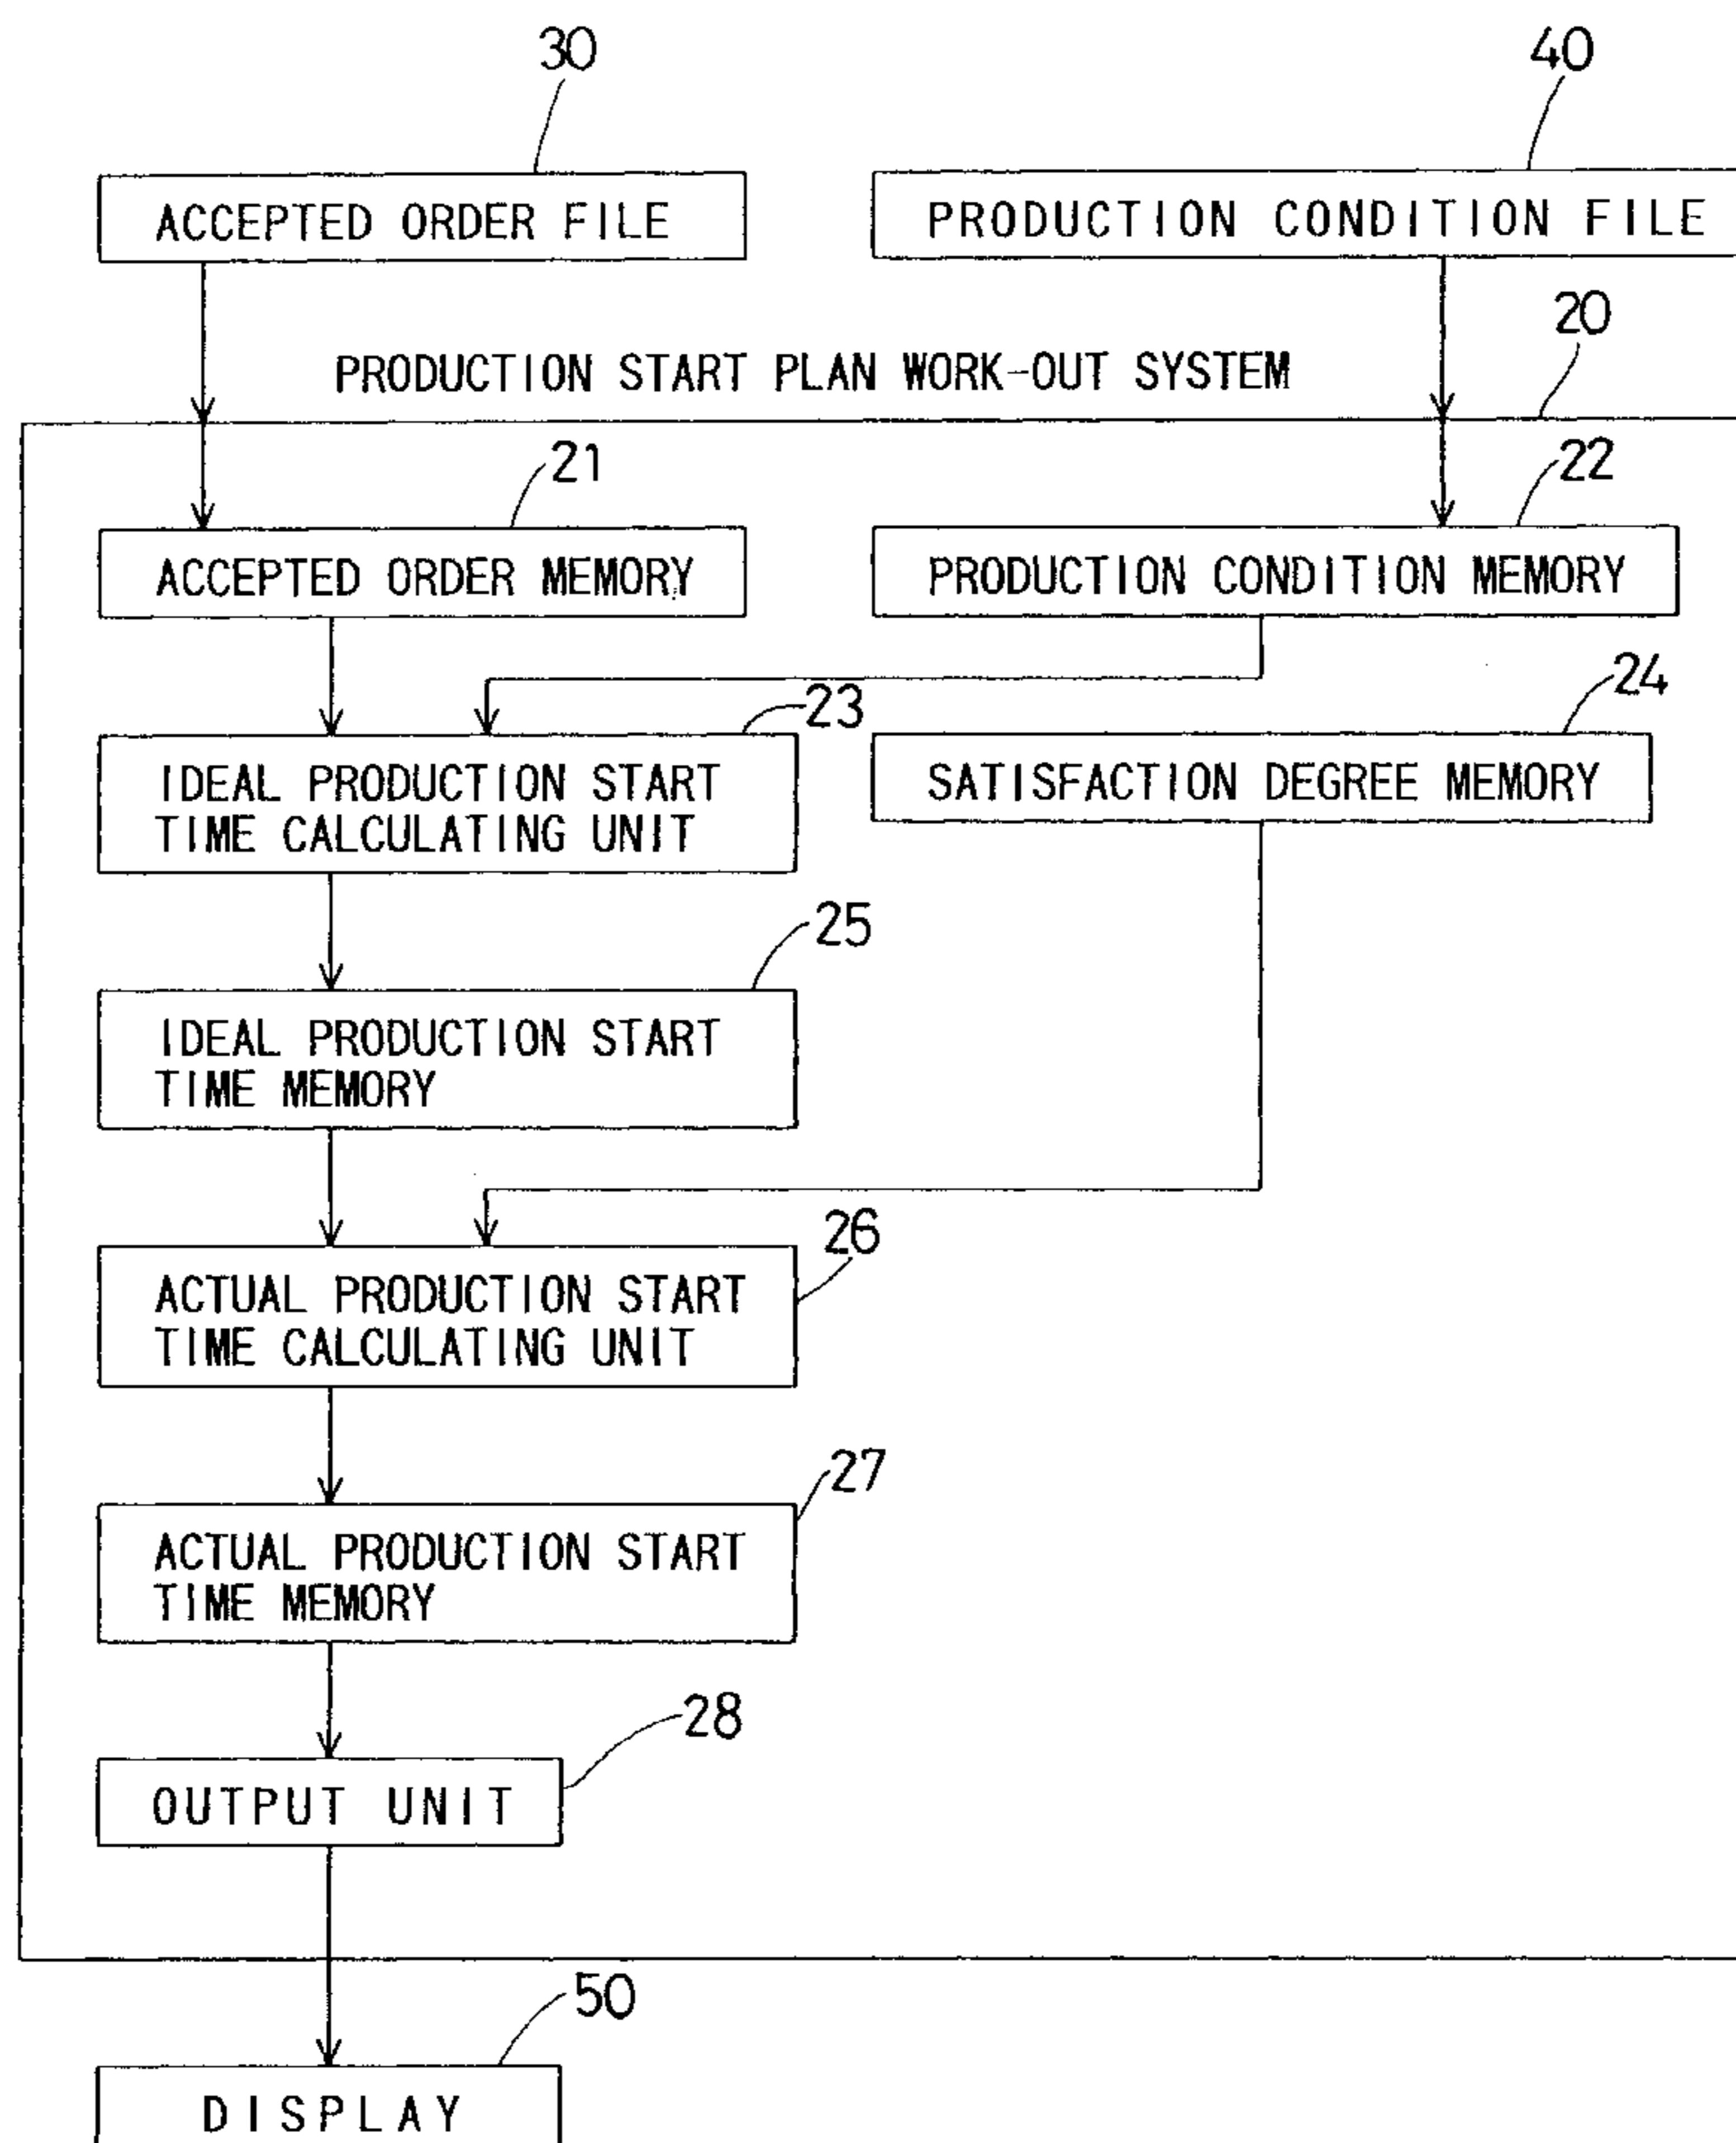 30
40
ACCEPTED ORDER FILE
PRODUCTION CONDITION FILE
20
PRODUCTION START PLAN WORK-OUT SYSTEM
21
22
ACCEPTED ORDER MEMORY
PRODUCTION CONDITION MEMORY
23
24
IDEAL PRODUCTION START
TIME CALCULATING UNIT
SATISFACTION DEGREE MEMORY
25
IDEAL PRODUCTION START
TIME MEMORY
26
ACTUAL PRODUCTION START
TIME CALCULATING UNIT
27
ACTUAL PRODUCTION START
TIME MEMORY
28
OUTPUT UNIT
50
DISPLAY